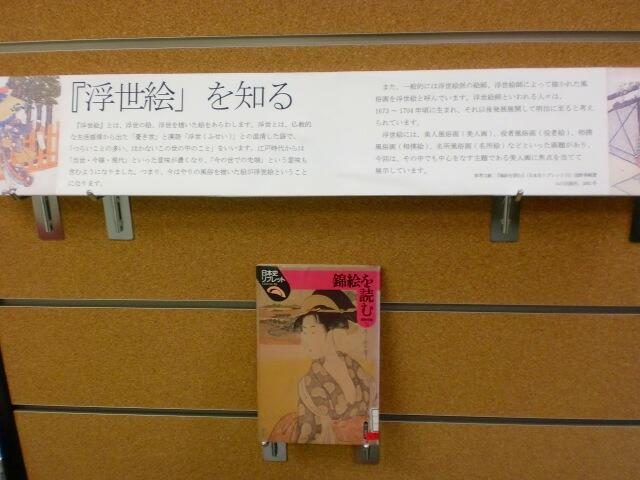 『浮世絵』を知る
『浮世絵』とは、浮世の絵、浮世を描いた絵をあらわします。浮世とは、仏教的
な生活感情から出た「憂き世」と漢語「浮世（ふせい）」との混淆した語で、
「つらいことの多い、はかないこの世の中のこと」をいいます。江戸時代からは
「当世・今様・現代」といった意味が濃くなり、「今の世での先端」という意味も
含むようになりました。つまり、今はやりの風俗を描いた絵が浮世絵ということ
になります。
また、一般的には浮世絵派の絵師、浮世絵師によって描かれた風
俗画を浮世絵と呼んでいます。浮世絵師といわれる人々は、
1673～1704年頃に生まれ、それ以後発展展開して明治に至ると考え
られています。
浮世絵には、美人風俗画（美人画）、役者風俗画（役者絵）、相撲
風俗画（相撲絵）、名所風俗画（名所絵）などといった画題があり、
今回は、その中でも中心をなす主題である美人画に焦点を当てて
展示しています。
日本史
リブレット
錦絵を
読む